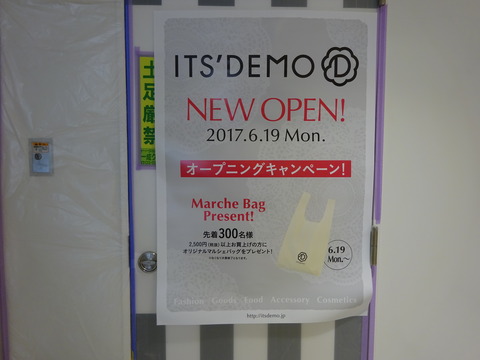 ITS'DEMO D
NEW OPEN!
2017.6.19 Mon.
オープニングキャンペーン!
Marche Bag
Present!
先着300名様
2,500円(税抜)以上お買上げの方に
オリジナルマルシェバッグをプレゼント!
6.19
Mon.~
Fashion Goods Food Accessory Cosmetics
http://itsdemo.jp
土足厳禁